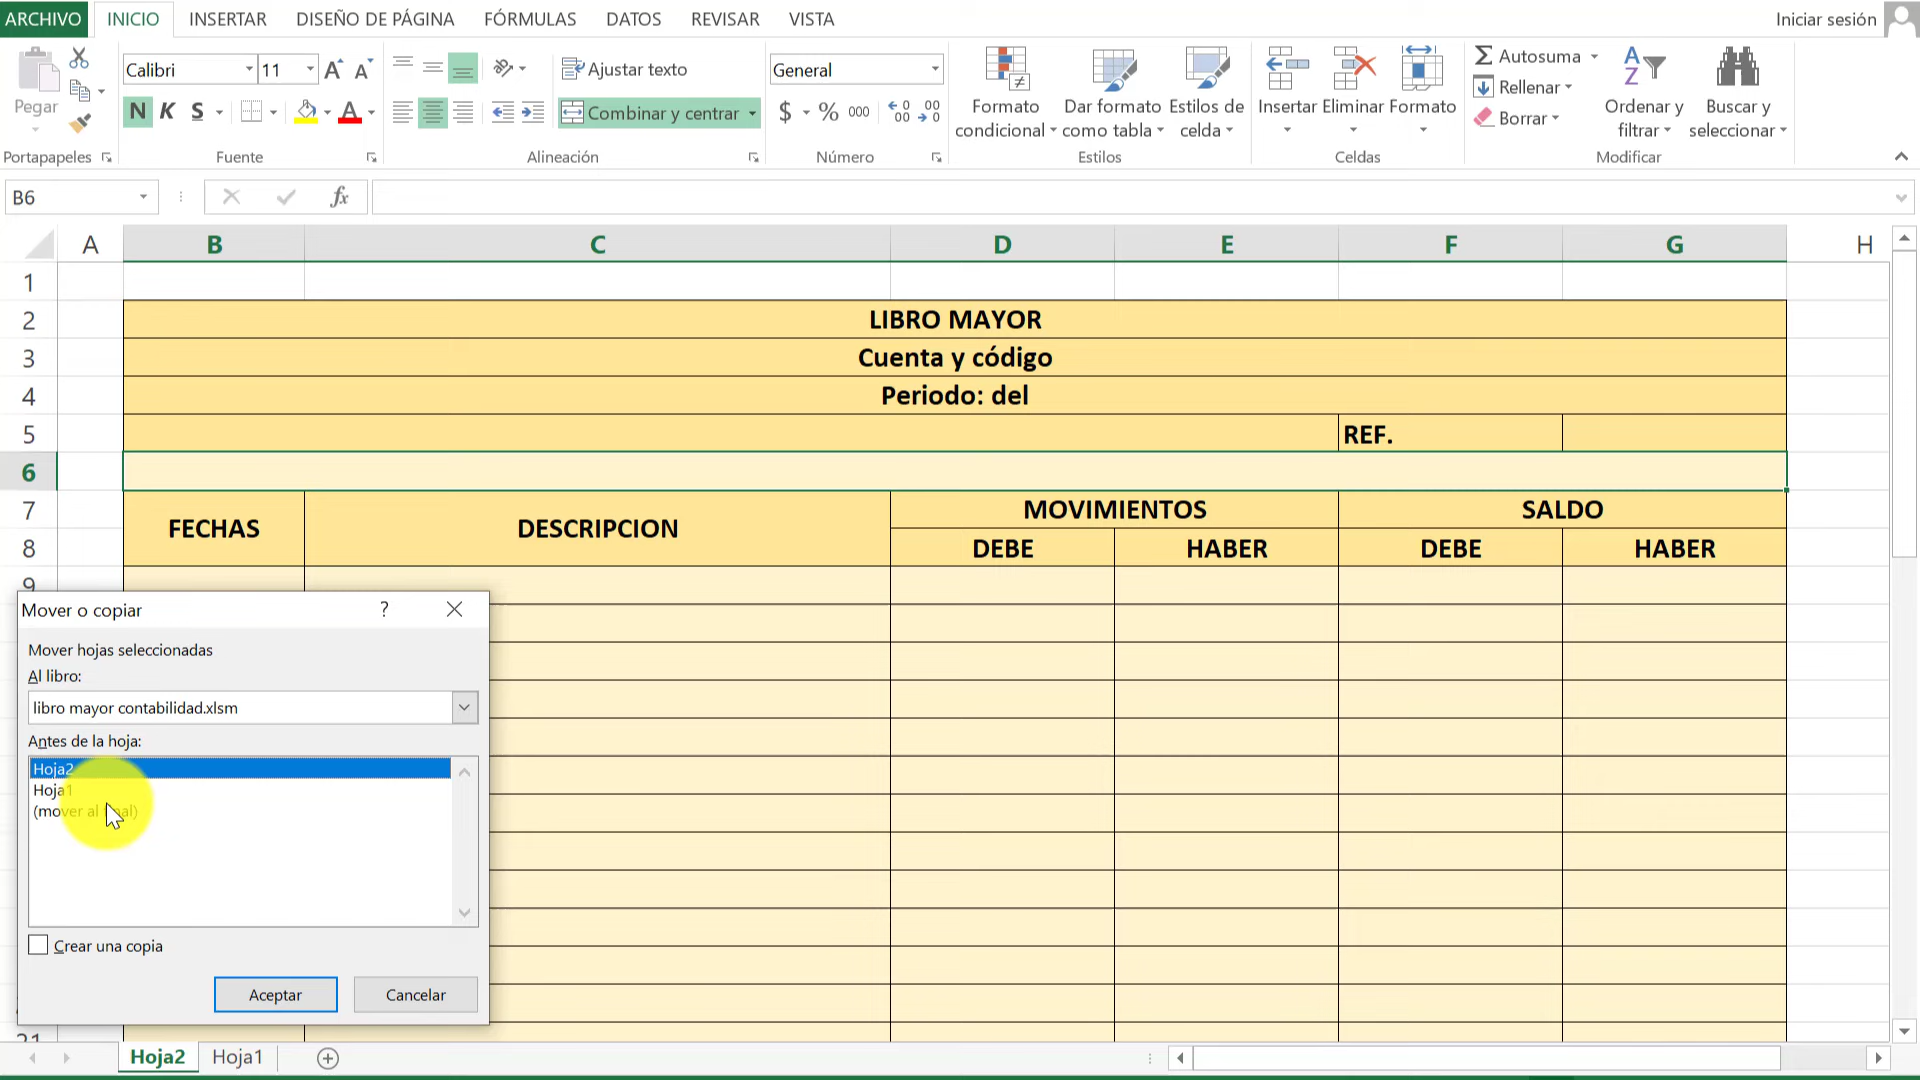 ARCHIVO INICIO INSERTAR DISEÑO DE PÁGINA FÓRMULAS DATOS REVISAR VISTA Iniciar sesión
Pegar
Portapapeles
Calibri 11
N K S
Fuente
Ajustar texto
Combinar y centrar
Alineación
General
$ % 000
Número
Formato condicional
Dar formato como tabla
Estilos de celda
Estilos
Insertar Eliminar Formato
Celdas
Autosuma
Rellenar
Borrar
Ordenar y filtrar
Buscar y seleccionar
Modificar
B6 fx
A B C D E F G H
1
2 LIBRO MAYOR
3 Cuenta y código
4 Periodo: del
5 REF.
6
7 FECHAS DESCRIPCION MOVIMIENTOS SALDO
8 DEBE HABER DEBE HABER
9
Mover o copiar ?
Mover hojas seleccionadas
Al libro:
libro mayor contabilidad.xlsm
Antes de la hoja:
Hoja2
Hoja1
(mover al final)
Crear una copia
Aceptar Cancelar
21
Hoja2 Hoja1